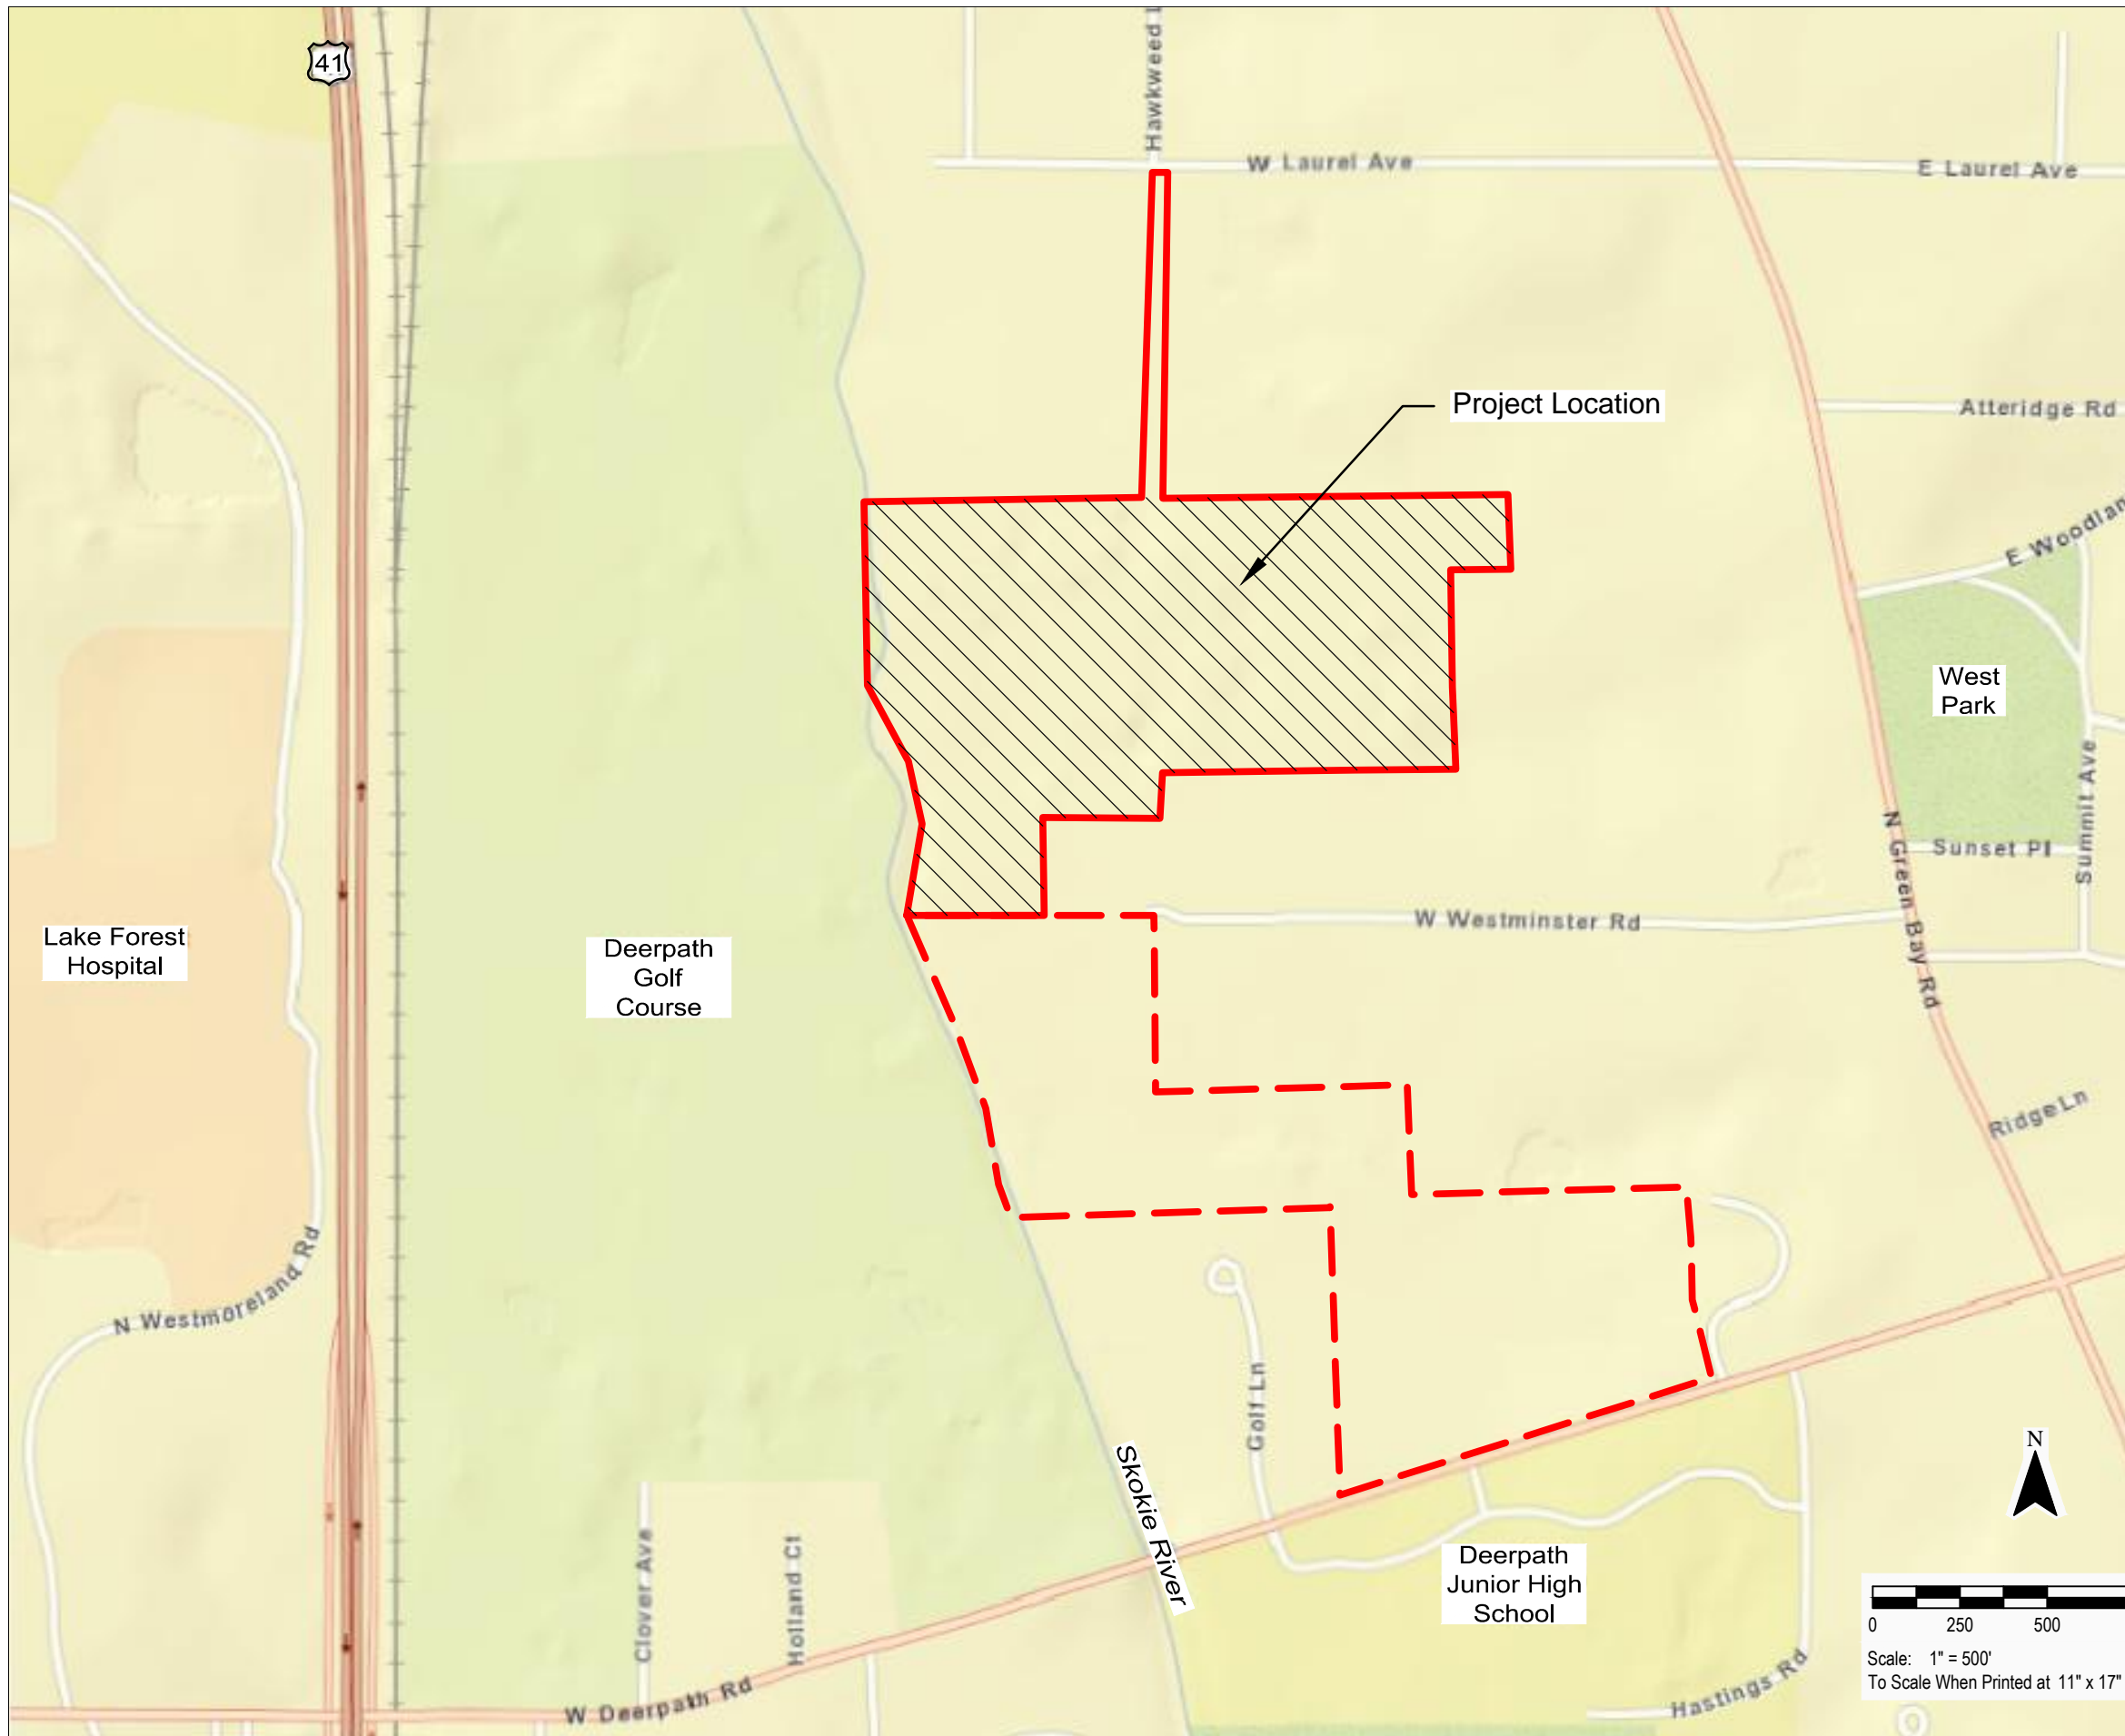 41
Hawkweed L
W Laurel Ave
E Laurel Ave
Project Location
Atteridge Rd
E Woodlan
West
Park
Summit Ave
Sunset Pl
N Green Bay Rd
W Westminster Rd
Lake Forest
Hospital
Deerpath
Golf
Course
Ridge Ln
N Westmoreland Rd
Golf Ln
Skokie River
N
Clover Ave
Holland Ct
Deerpath
Junior High
School
0 250 500
Scale: 1" = 500'
To Scale When Printed at 11" x 17"
Hastings Rd
W Deerpath Rd